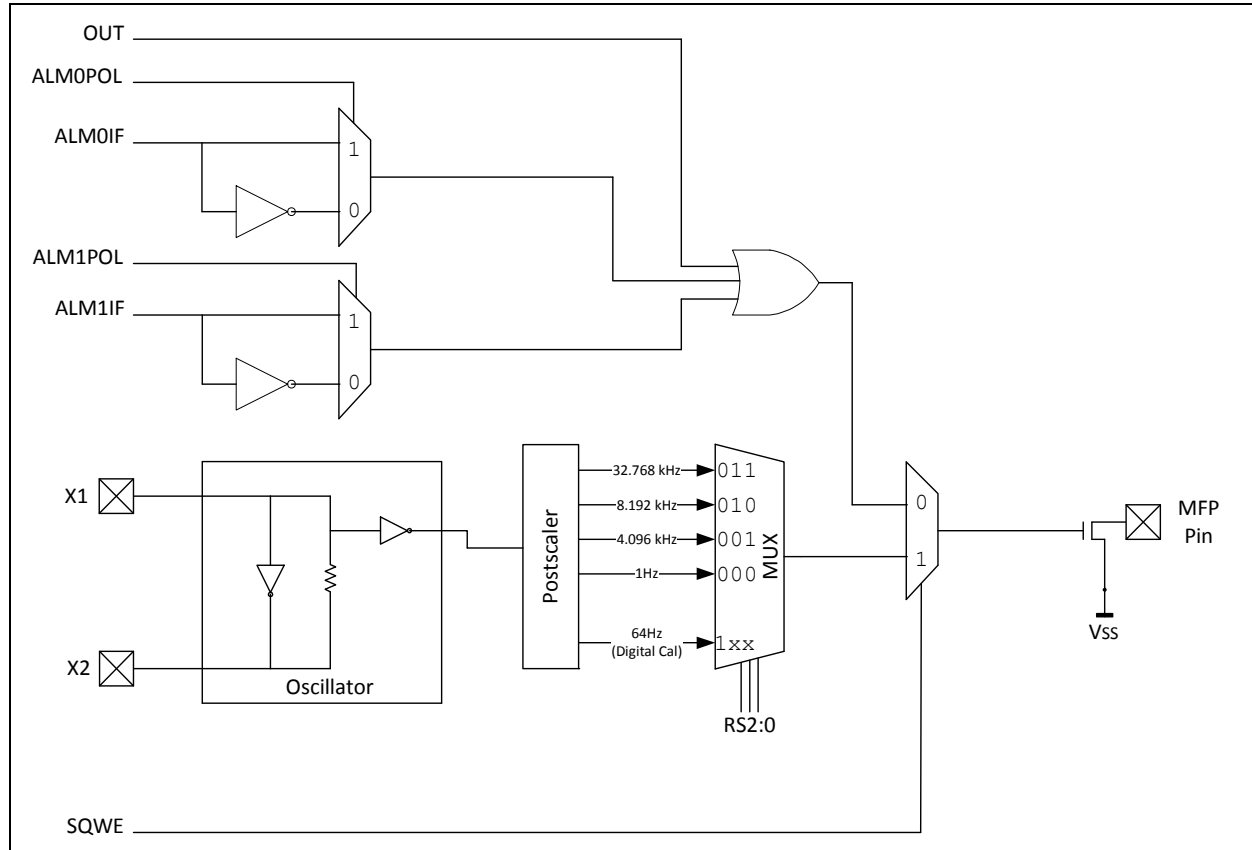 OUT
ALM0POL
ALM0IF
1
0
ALM1POL
ALM1IF
1
0
X1
X2
Oscillator
Postscaler
32.768 kHz
8.192 kHz
4.096 kHz
1Hz
64Hz
(Digital Cal)
011
010
001
000
1xx
MUX
RS2:0
0
1
MFP
Pin
Vss
SQWE